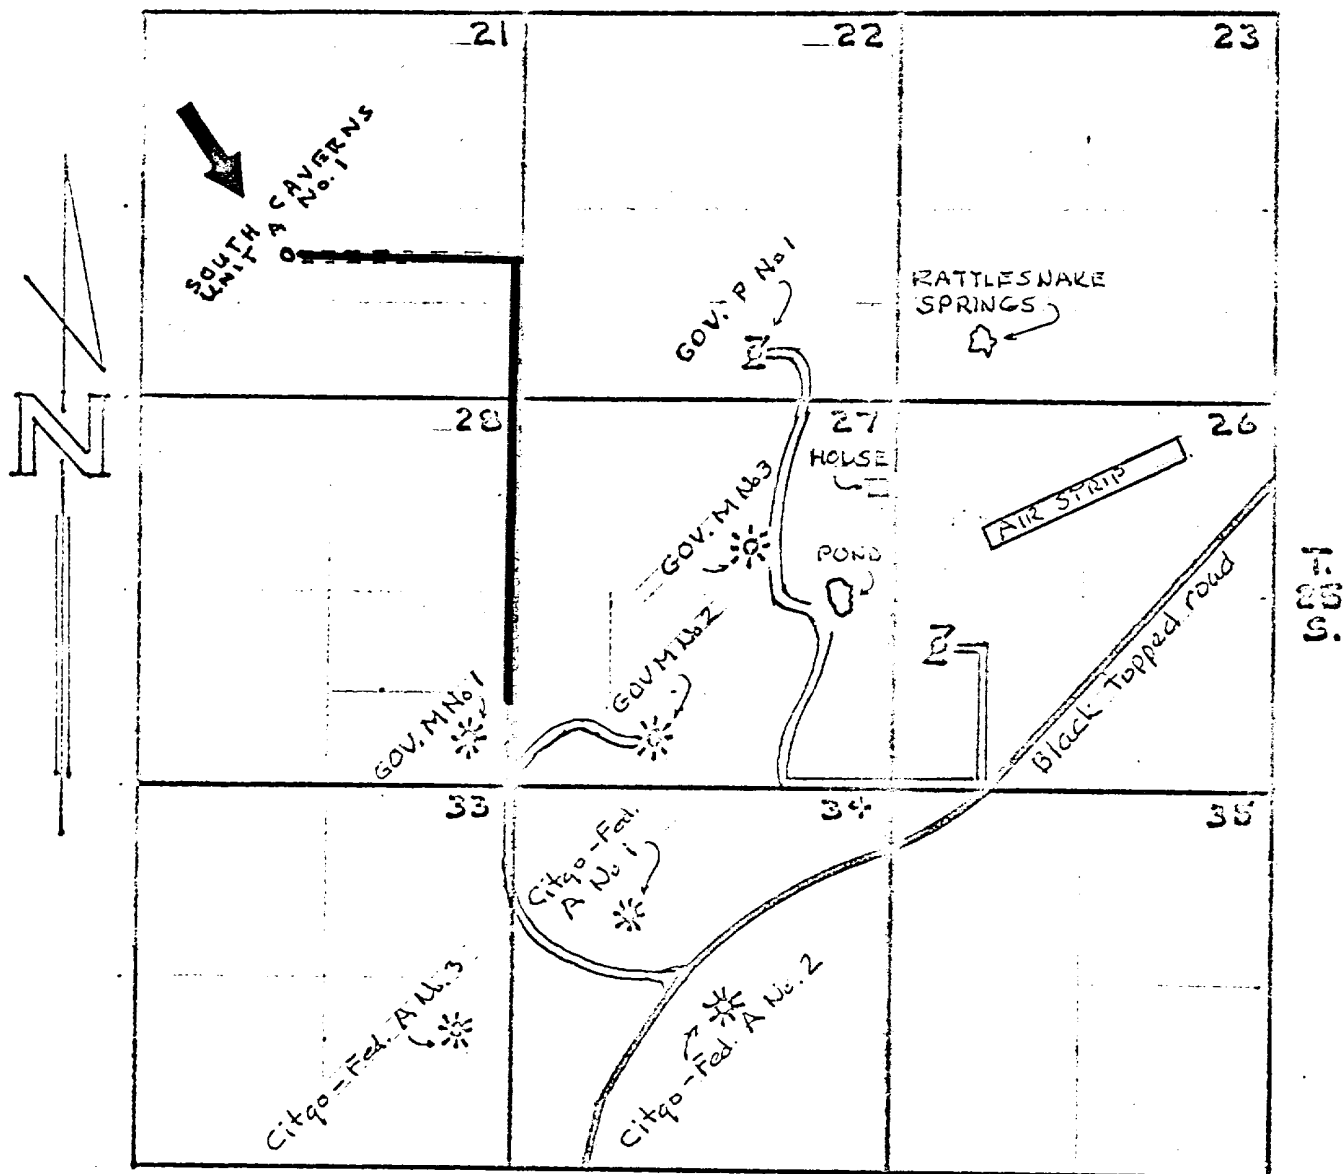 21
22
23
SOUTH CAVERNS
UNIT A No. 1
GOV. P No 1
RATTLESNAKE
SPRINGS
N
28
27
26
HOUSE
AIR STRIP
GOV. M No 3
POND
T.
25
S.
GOV M No 2
GOV. M No 1
Black Topped road
33
34
35
Citgo-Fed.
A No 1
Citgo-Fed. A No. 3
Citgo-Fed. A No. 2